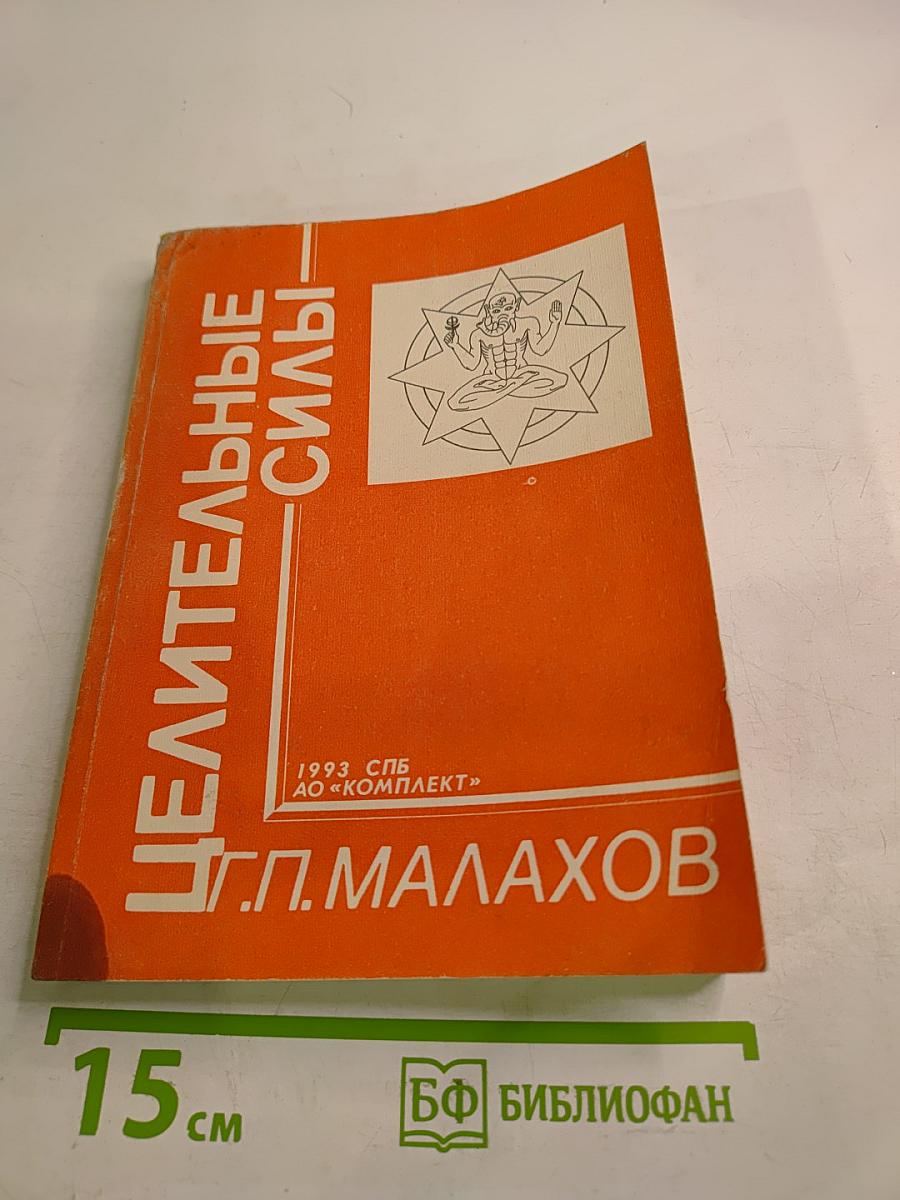 ЦЕЛИТЕЛЬНЫЕ
СИЛЫ
1993 СПБ
АО «КОМПЛЕКТ»
Г.П. МАЛАХОВ
15 см
БФ БИБЛИОФАН